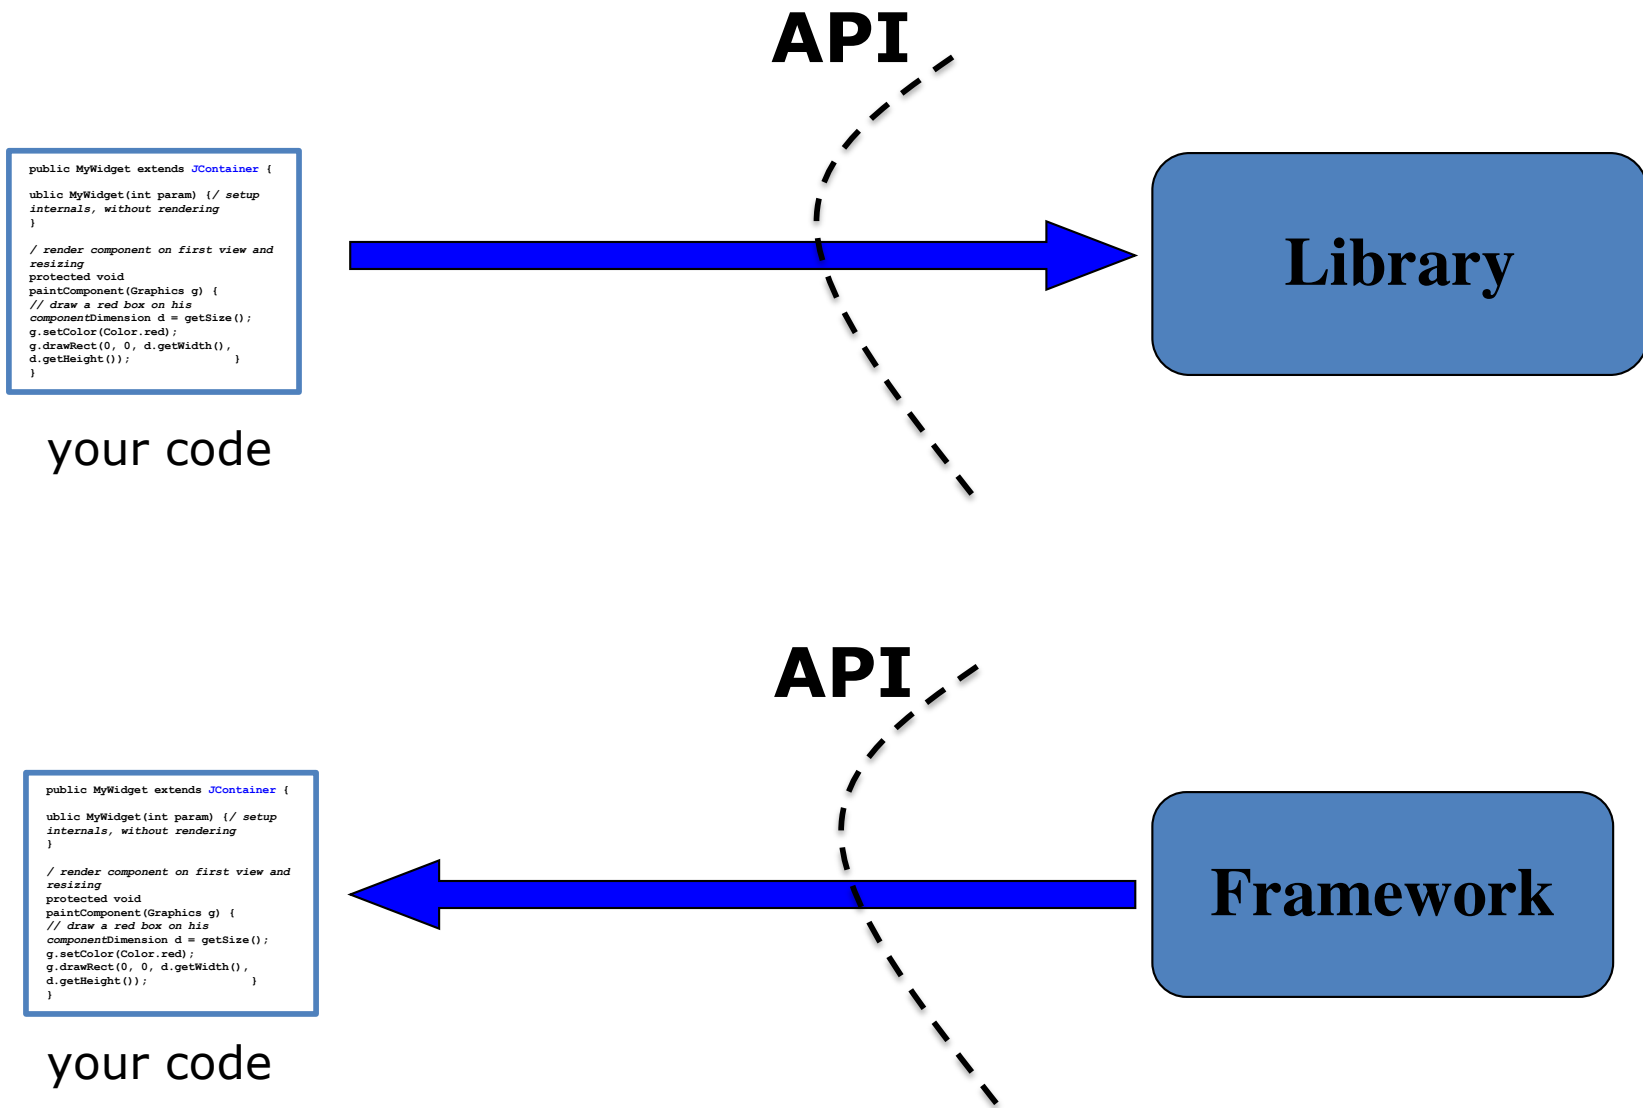 API
public MyWidget extends JContainer {
ublic MyWidget(int param) {/ setup
internals, without rendering
}
/ render component on first view and
resizing
protected void
paintComponent(Graphics g) {
// draw a red box on his
componentDimension d = getSize();
g.setColor(Color.red);
g.drawRect(0, 0, d.getWidth(),
d.getHeight()); }
}
your code
Library
API
public MyWidget extends JContainer {
ublic MyWidget(int param) {/ setup
internals, without rendering
}
/ render component on first view and
resizing
protected void
paintComponent(Graphics g) {
// draw a red box on his
componentDimension d = getSize();
g.setColor(Color.red);
g.drawRect(0, 0, d.getWidth(),
d.getHeight()); }
}
your code
Framework